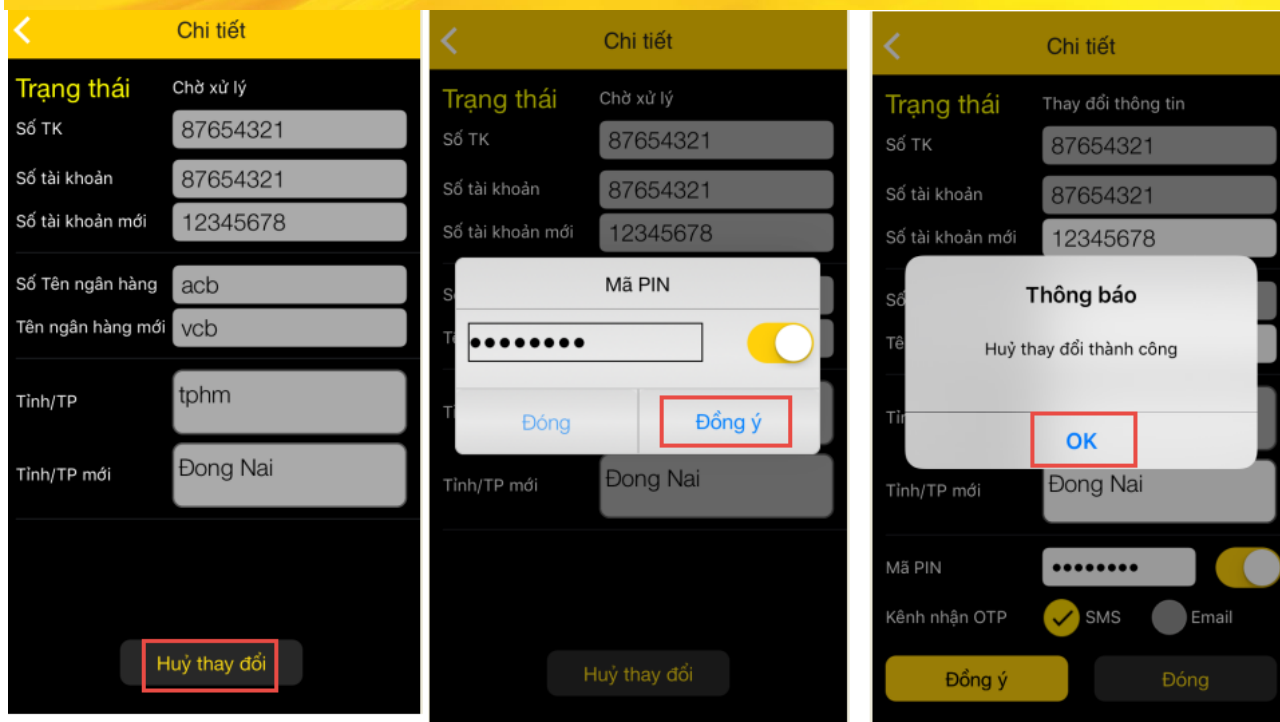 Chi tiết
Trạng thái Chờ xử lý
Số TK 87654321
Số tài khoản 87654321
Số tài khoản mới 12345678
Số Tên ngân hàng acb
Tên ngân hàng mới vcb
Tỉnh/TP tphm
Tỉnh/TP mới Đong Nai
Huỷ thay đổi
Chi tiết
Trạng thái Chờ xử lý
Số TK 87654321
Số tài khoản 87654321
Số tài khoản mới 12345678
Mã PIN
••••••••
Đóng Đồng ý
Tỉnh/TP mới Đong Nai
Huỷ thay đổi
Chi tiết
Trạng thái Thay đổi thông tin
Số TK 87654321
Số tài khoản 87654321
Số tài khoản mới 12345678
Số
Thông báo
Huỷ thay đổi thành công
OK
Tỉnh/TP mới Đong Nai
Mã PIN ••••••••
Kênh nhận OTP SMS Email
Đồng ý Đóng